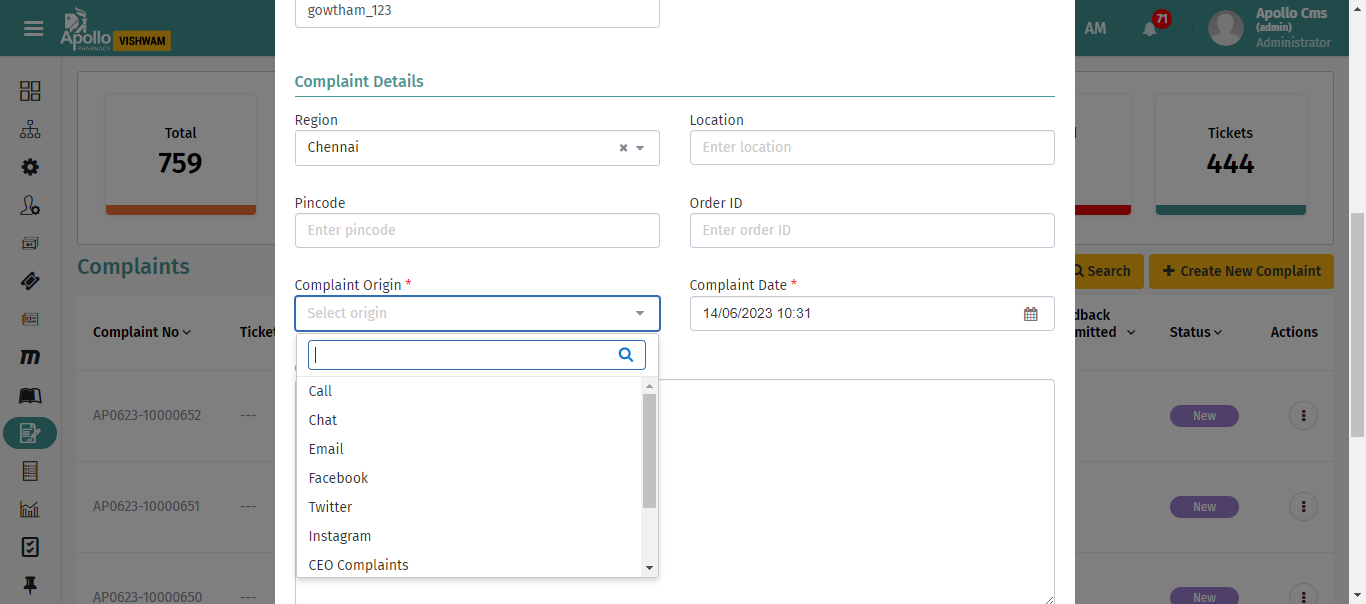 gowtham_123
Apollo
PHARMACY
VISHWAM
AM
71
Apollo Cms
(admin)
Administrator
Total
759
Tickets
444
Complaint Details
Region
Location
Chennai
Enter location
Pincode
Order ID
Enter pincode
Enter order ID
Complaints
Search
Create New Complaint
Complaint Origin *
Complaint Date *
Select origin
14/06/2023 10:31
Complaint No
Status
Actions
Call
Chat
Email
Facebook
Twitter
Instagram
CEO Complaints
AP0623-10000652
---
New
AP0623-10000651
---
New
AP0623-10000650
---
New